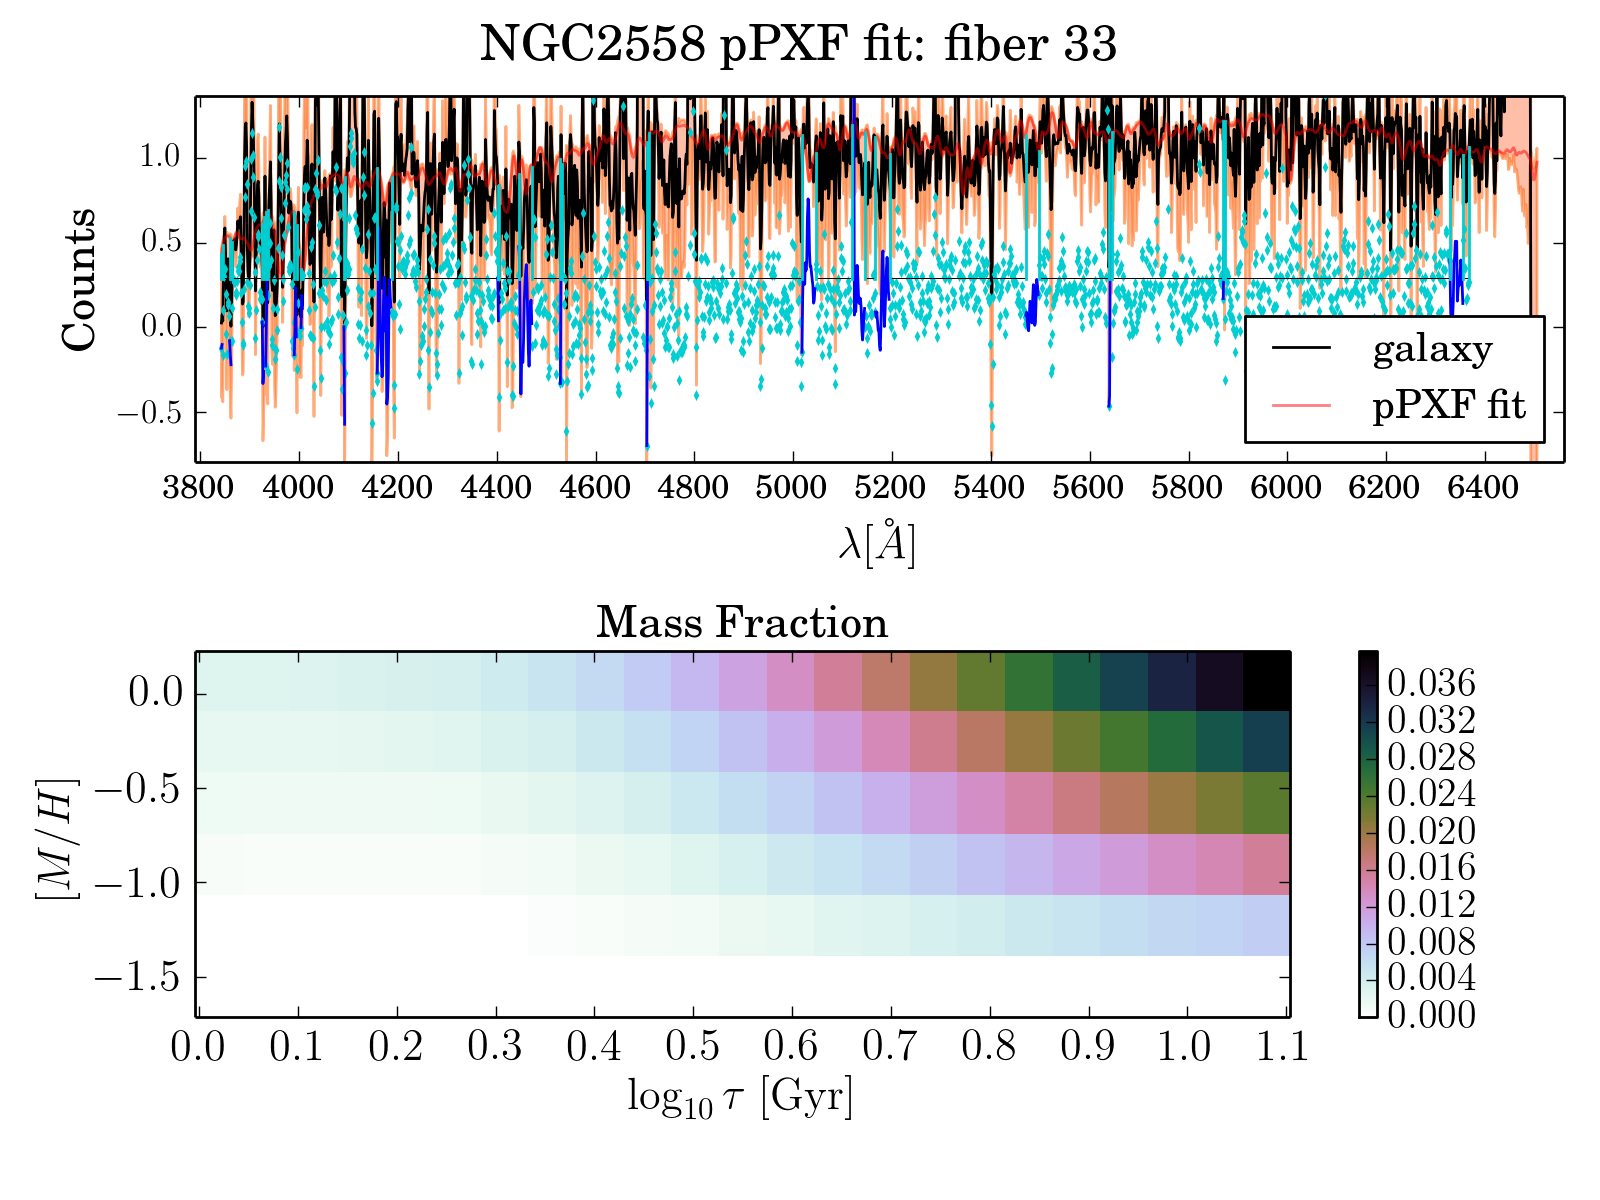 NGC2558 pPXF fit: fiber 33
Counts
1.0
0.5
0.0
−0.5
galaxy
pPXF fit
3800 4000 4200 4400 4600 4800 5000 5200 5400 5600 5800 6000 6200 6400
λ[Å]
Mass Fraction
[M/H]
0.0
−0.5
−1.0
−1.5
0.0 0.1 0.2 0.3 0.4 0.5 0.6 0.7 0.8 0.9 1.0 1.1
log₁₀ τ [Gyr]
0.036
0.032
0.028
0.024
0.020
0.016
0.012
0.008
0.004
0.000